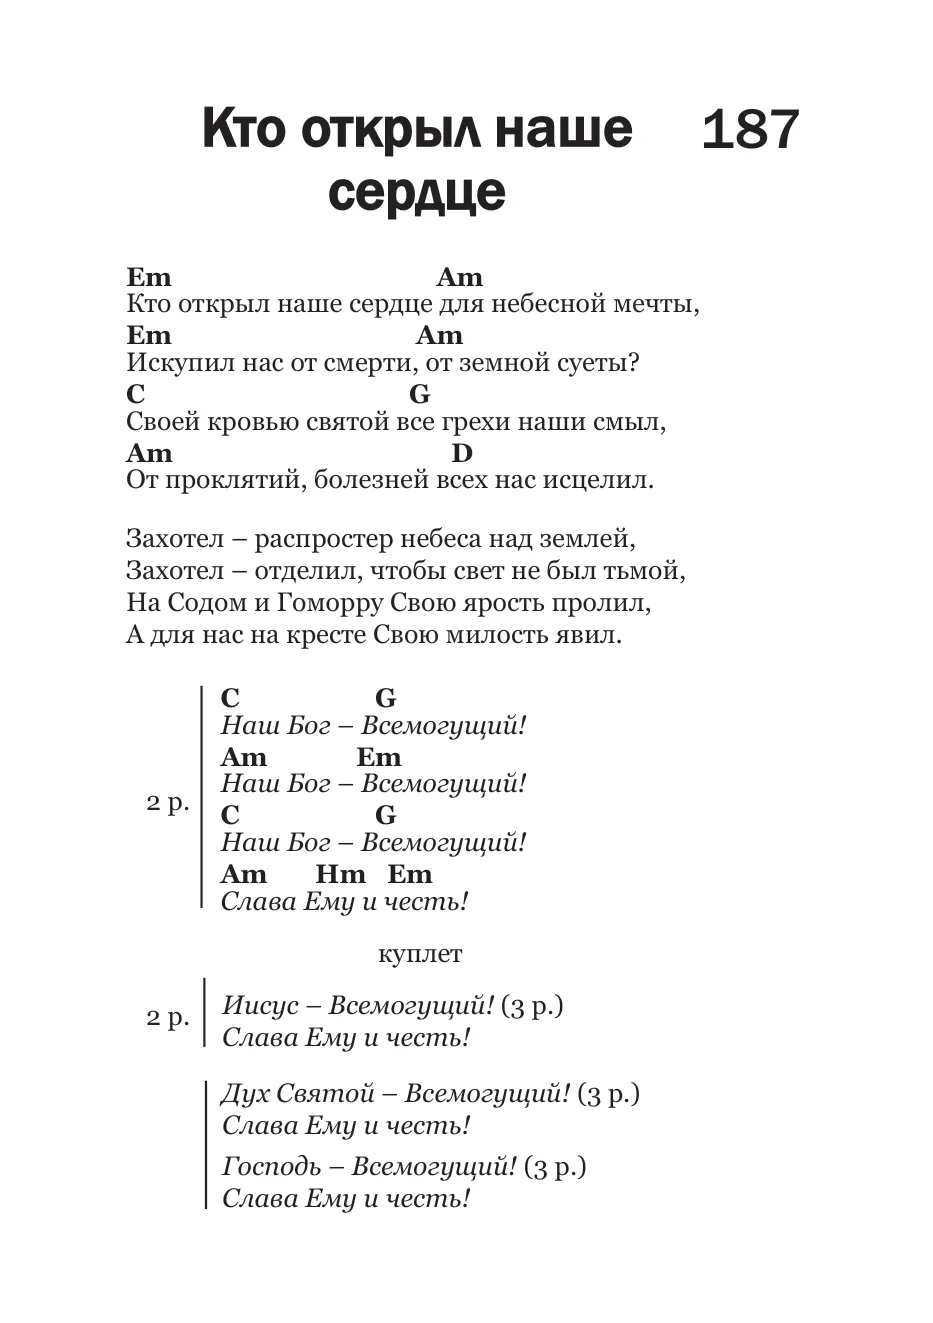 Кто открыл наше 187
сердце
Em Am
Кто открыл наше сердце для небесной мечты,
Em Am
Искупил нас от смерти, от земной суеты?
C G
Своей кровью святой все грехи наши смыл,
Am D
От проклятий, болезней всех нас исцелил.
Захотел – распростер небеса над землей,
Захотел – отделил, чтобы свет не был тьмой,
На Содом и Гоморру Свою ярость пролил,
А для нас на кресте Свою милость явил.
C G
Наш Бог – Всемогущий!
Am Em
Наш Бог – Всемогущий!
2 р.
C G
Наш Бог – Всемогущий!
Am Hm Em
Слава Ему и честь!
куплет
2 р.
Иисус – Всемогущий! (3 р.)
Слава Ему и честь!
Дух Святой – Всемогущий! (3 р.)
Слава Ему и честь!
Господь – Всемогущий! (3 р.)
Слава Ему и честь!